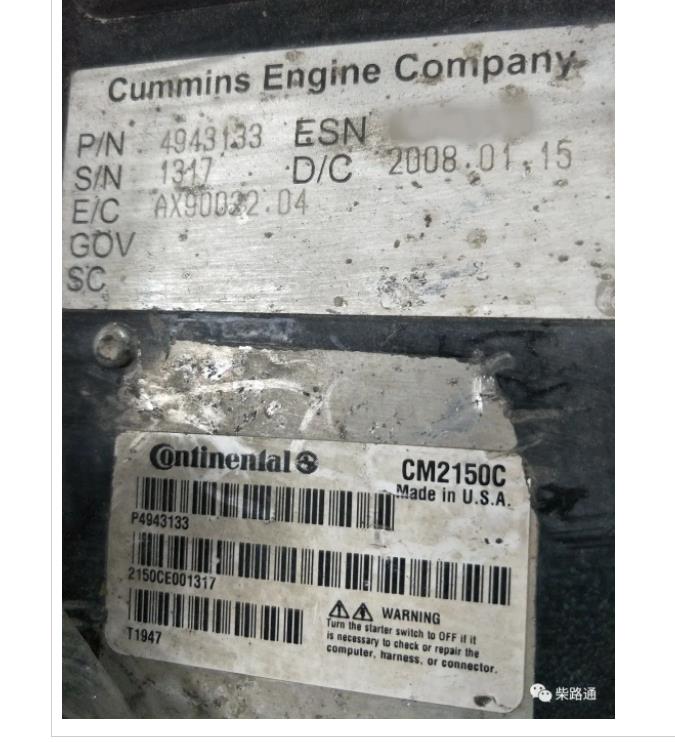 Cummins Engine Company
P/N 4943133 ESN
S/N 1317 D/C 2008.01.15
E/C AX90032.04
GOV
SC
Continental
CM2150C
Made in U.S.A.
P4943133
2150CE001317
T1947
WARNING
Turn the starter switch to OFF if it
is necessary to check or repair the
computer, harness, or connector.
柴路通